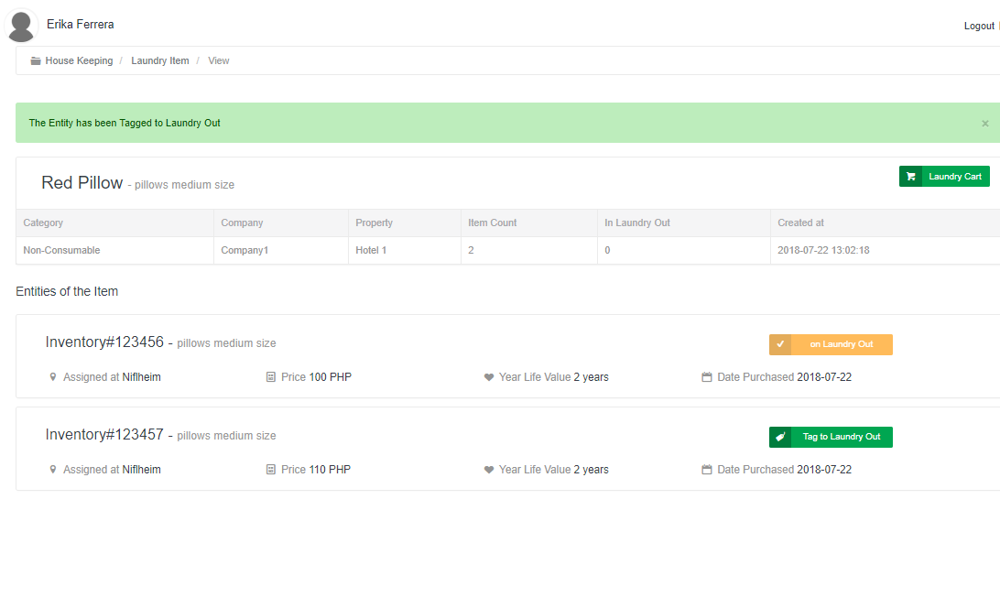 Erika Ferrera
Logout
House Keeping / Laundry Item / View
The Entity has been Tagged to Laundry Out ×
Red Pillow - pillows medium size
Laundry Cart
Category Company Property Item Count In Laundry Out Created at
Non-Consumable Company1 Hotel 1 2 0 2018-07-22 13:02:18
Entities of the Item
Inventory#123456 - pillows medium size
on Laundry Out
Assigned at Niflheim Price 100 PHP Year Life Value 2 years Date Purchased 2018-07-22
Inventory#123457 - pillows medium size
Tag to Laundry Out
Assigned at Niflheim Price 110 PHP Year Life Value 2 years Date Purchased 2018-07-22